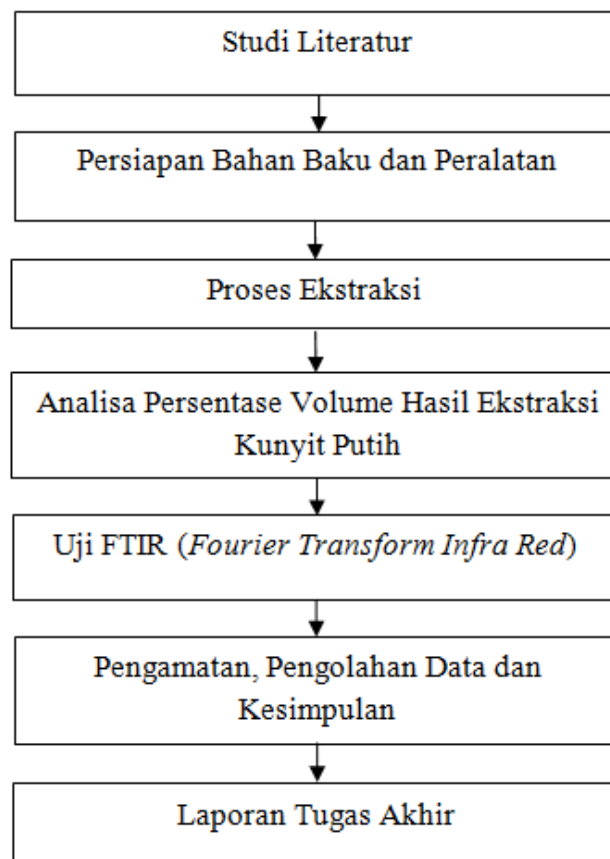 Studi Literatur
Persiapan Bahan Baku dan Peralatan
Proses Ekstraksi
Analisa Persentase Volume Hasil Ekstraksi
Kunyit Putih
Uji FTIR (Fourier Transform Infra Red)
Pengamatan, Pengolahan Data dan
Kesimpulan
Laporan Tugas Akhir